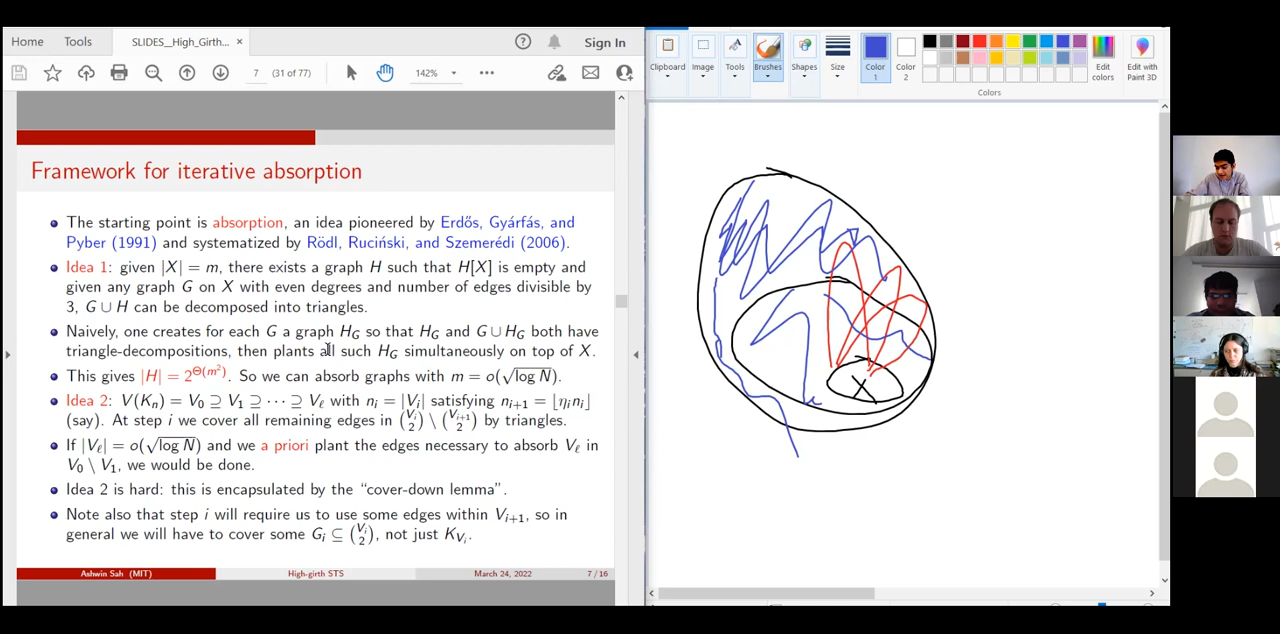 Home Tools SLIDES__High_Girth... × Sign In
7 (31 of 77) 142%
Framework for iterative absorption
The starting point is absorption, an idea pioneered by Erdős, Gyárfás, and
Pyber (1991) and systematized by Rödl, Ruciński, and Szemerédi (2006).
Idea 1: given |X| = m, there exists a graph H such that H[X] is empty and
given any graph G on X with even degrees and number of edges divisible by
3, G ∪ H can be decomposed into triangles.
Naively, one creates for each G a graph H_G so that H_G and G ∪ H_G both have
triangle-decompositions, then plants all such H_G simultaneously on top of X.
This gives |H| = 2^{Θ(m²)}. So we can absorb graphs with m = o(√log N).
Idea 2: V(K_n) = V_0 ⊇ V_1 ⊇ ⋯ ⊇ V_ℓ with n_i = |V_i| satisfying n_{i+1} = ⌊η_i n_i⌋
(say). At step i we cover all remaining edges in (V_i 2) \ (V_{i+1} 2) by triangles.
If |V_ℓ| = o(√log N) and we a priori plant the edges necessary to absorb V_ℓ in
V_0 \ V_1, we would be done.
Idea 2 is hard: this is encapsulated by the “cover-down lemma”.
Note also that step i will require us to use some edges within V_{i+1}, so in
general we will have to cover some G_i ⊆ (V_i 2), not just K_{V_i}.
Ashwin Sah (MIT) High-girth STS March 24, 2022 7 / 16
Clipboard Image Tools Brushes Shapes Size Color 1 Color 2 Edit colors Edit with Paint 3D
Colors
X